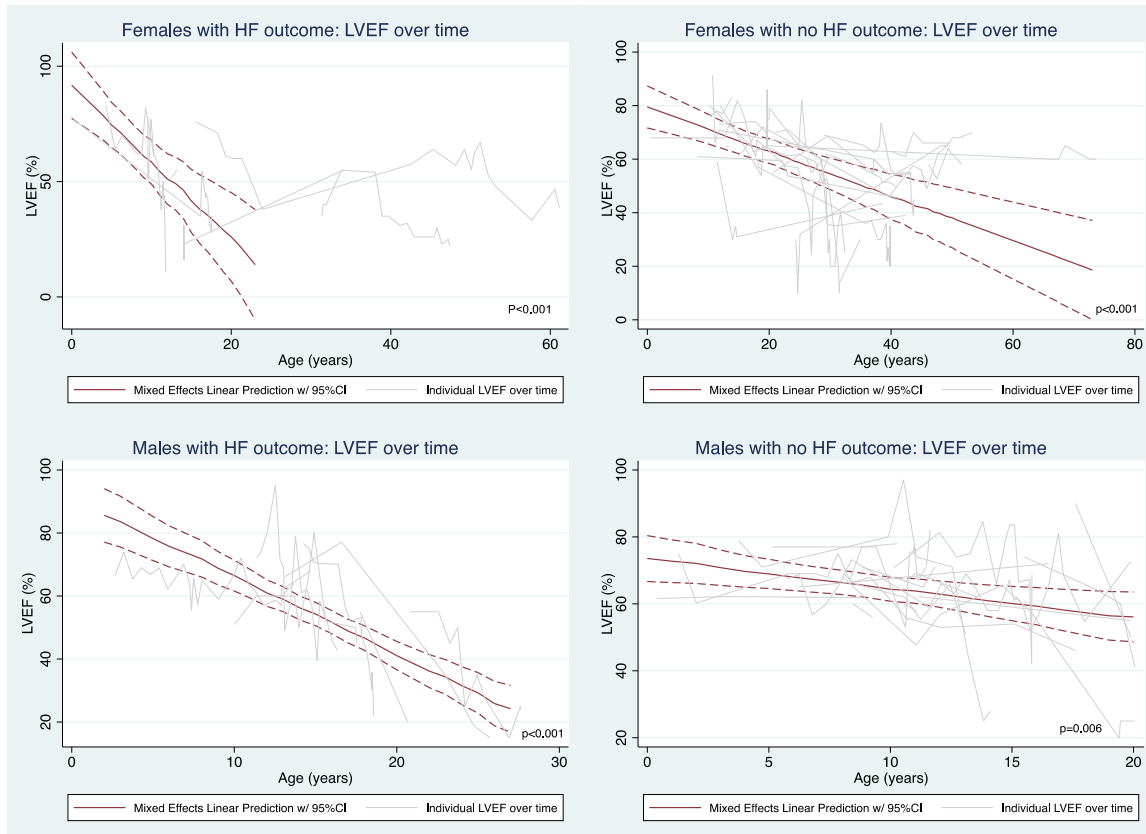 Females with HF outcome: LVEF over time
LVEF (%)
100
50
0
P<0.001
0 20 40 60
Age (years)
Mixed Effects Linear Prediction w/ 95%CI Individual LVEF over time
Females with no HF outcome: LVEF over time
LVEF (%)
100
80
60
40
20
0
p<0.001
0 20 40 60 80
Age (years)
Mixed Effects Linear Prediction w/ 95%CI Individual LVEF over time
Males with HF outcome: LVEF over time
LVEF (%)
100
80
60
40
20
p<0.001
0 10 20 30
Age (years)
Mixed Effects Linear Prediction w/ 95%CI Individual LVEF over time
Males with no HF outcome: LVEF over time
LVEF (%)
100
80
60
40
20
p=0.006
0 5 10 15 20
Age (years)
Mixed Effects Linear Prediction w/ 95%CI Individual LVEF over time